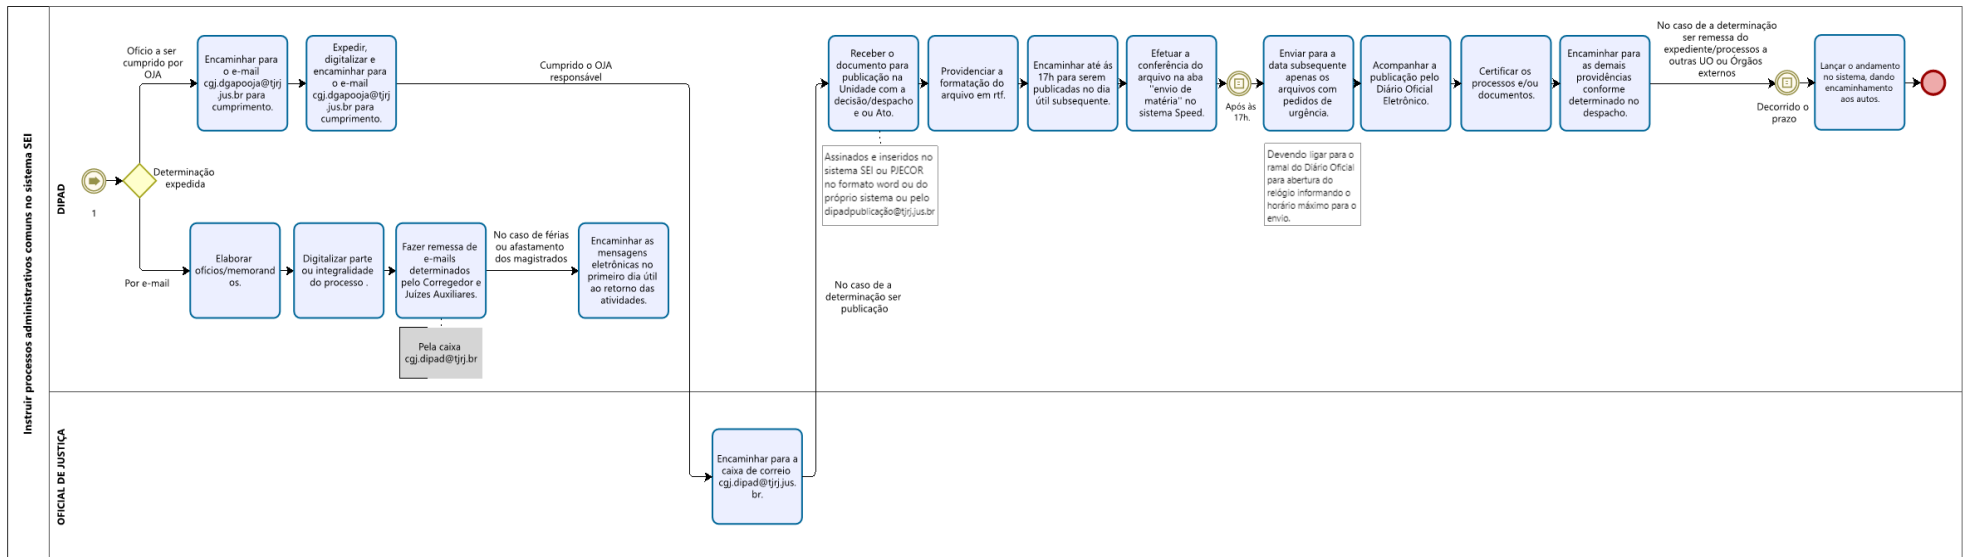 Instruir processos administrativos comuns no sistema SEI
DIPAD
1
Determinação
expedida
Ofício a ser
cumprido por
OJA
Encaminhar para
o e-mail
cgj.dgapooja@tjrj
.jus.br para
cumprimento.
Expedir,
digitalizar e
encaminhar para
o e-mail
cgj.dgapooja@tjrj
.jus.br para
cumprimento.
Cumprido o OJA
responsável
Por e-mail
Elaborar
ofícios/memorand
os.
Digitalizar parte
ou integralidade
do processo .
Fazer remessa de
e-mails
determinados
pelo Corregedor e
Juízes Auxiliares.
Pela caixa
cgj.dipad@tjrj.br
No caso de férias
ou afastamento
dos magistrados
Encaminhar as
mensagens
eletrônicas no
primeiro dia útil
ao retorno das
atividades.
OFICIAL DE JUSTIÇA
Encaminhar para a
caixa de correio
cgj.dipad@tjrj.jus.
br.
No caso de a
determinação ser
publicação
Receber o
documento para
publicação na
Unidade com a
decisão/despacho
e ou Ato.
Assinados e inseridos no
sistema SEI ou PJECOR
no formato word ou do
próprio sistema ou pelo
dipadpublicação@tjrj.jus.br
Providenciar a
formatação do
arquivo em rtf.
Encaminhar até ás
17h para serem
publicadas no dia
útil subsequente.
Efetuar a
conferência do
arquivo na aba
"envio de
matéria" no
sistema Speed.
Após às
17h.
Enviar para a
data subsequente
apenas os
arquivos com
pedidos de
urgência.
Devendo ligar para o
ramal do Diário Oficial
para abertura do
relógio informando o
horário máximo para o
envio.
Acompanhar a
publicação pelo
Diário Oficial
Eletrônico.
Certificar os
processos e/ou
documentos.
Encaminhar para
as demais
providências
conforme
determinado no
despacho.
No caso de a determinação
ser remessa do
expediente/processos a
outras UO ou Órgãos
externos
Decorrido o
prazo
Lançar o andamento
no sistema, dando
encaminhamento
aos autos.